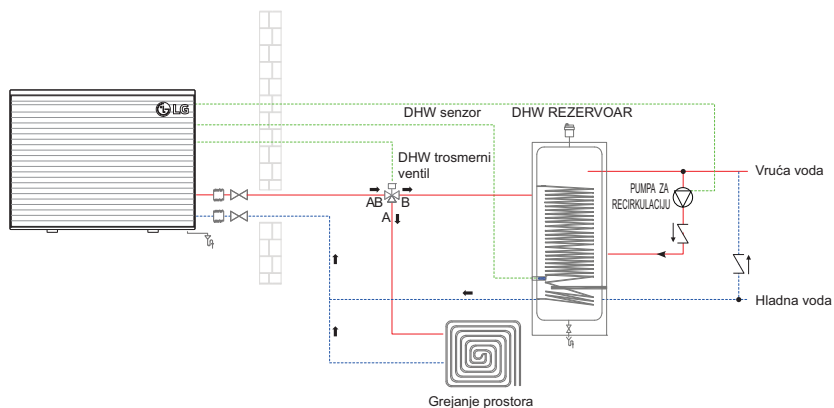 LG
DHW senzor
DHW REZERVOAR
DHW trosmerni
ventil
AB
B
A
PUMPA ZA
RECIRKULACIJU
Vruća voda
Hladna voda
Grejanje prostora